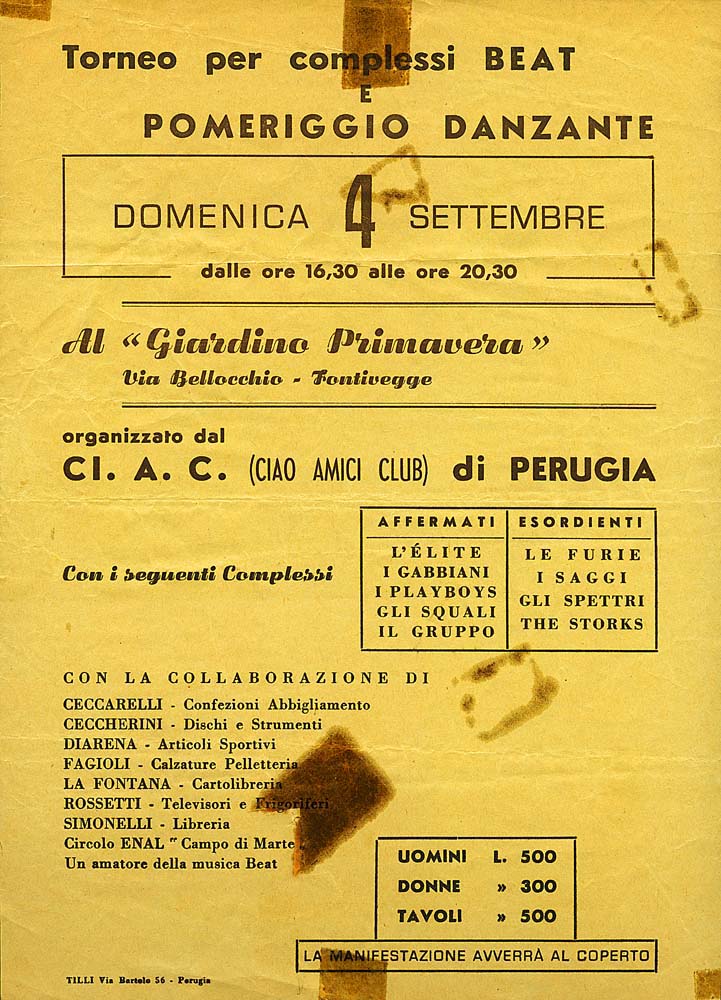 Torneo per complessi BEAT
E
POMERIGGIO DANZANTE
DOMENICA 4 SETTEMBRE
dalle ore 16,30 alle ore 20,30
Al “Giardino Primavera”
Via Bellocchio - Fontivegge
organizzato dal
CI. A. C. (CIAO AMICI CLUB) di PERUGIA
Con i seguenti Complessi
AFFERMATI
L'ÉLITE
I GABBIANI
I PLAYBOYS
GLI SQUALI
IL GRUPPO
ESORDIENTI
LE FURIE
I SAGGI
GLI SPETTRI
THE STORKS
CON LA COLLABORAZIONE DI
CECCARELLI - Confezioni Abbigliamento
CECCHERINI - Dischi e Strumenti
DIARENA - Articoli Sportivi
FAGIOLI - Calzature Pelletteria
LA FONTANA - Cartolibreria
ROSSETTI - Televisori e Frigoriferi
SIMONELLI - Libreria
Circolo ENAL " Campo di Marte "
Un amatore della musica Beat
UOMINI L. 500
DONNE » 300
TAVOLI » 500
LA MANIFESTAZIONE AVVERRÀ AL COPERTO
TILLI Via Bartolo 56 - Perugia